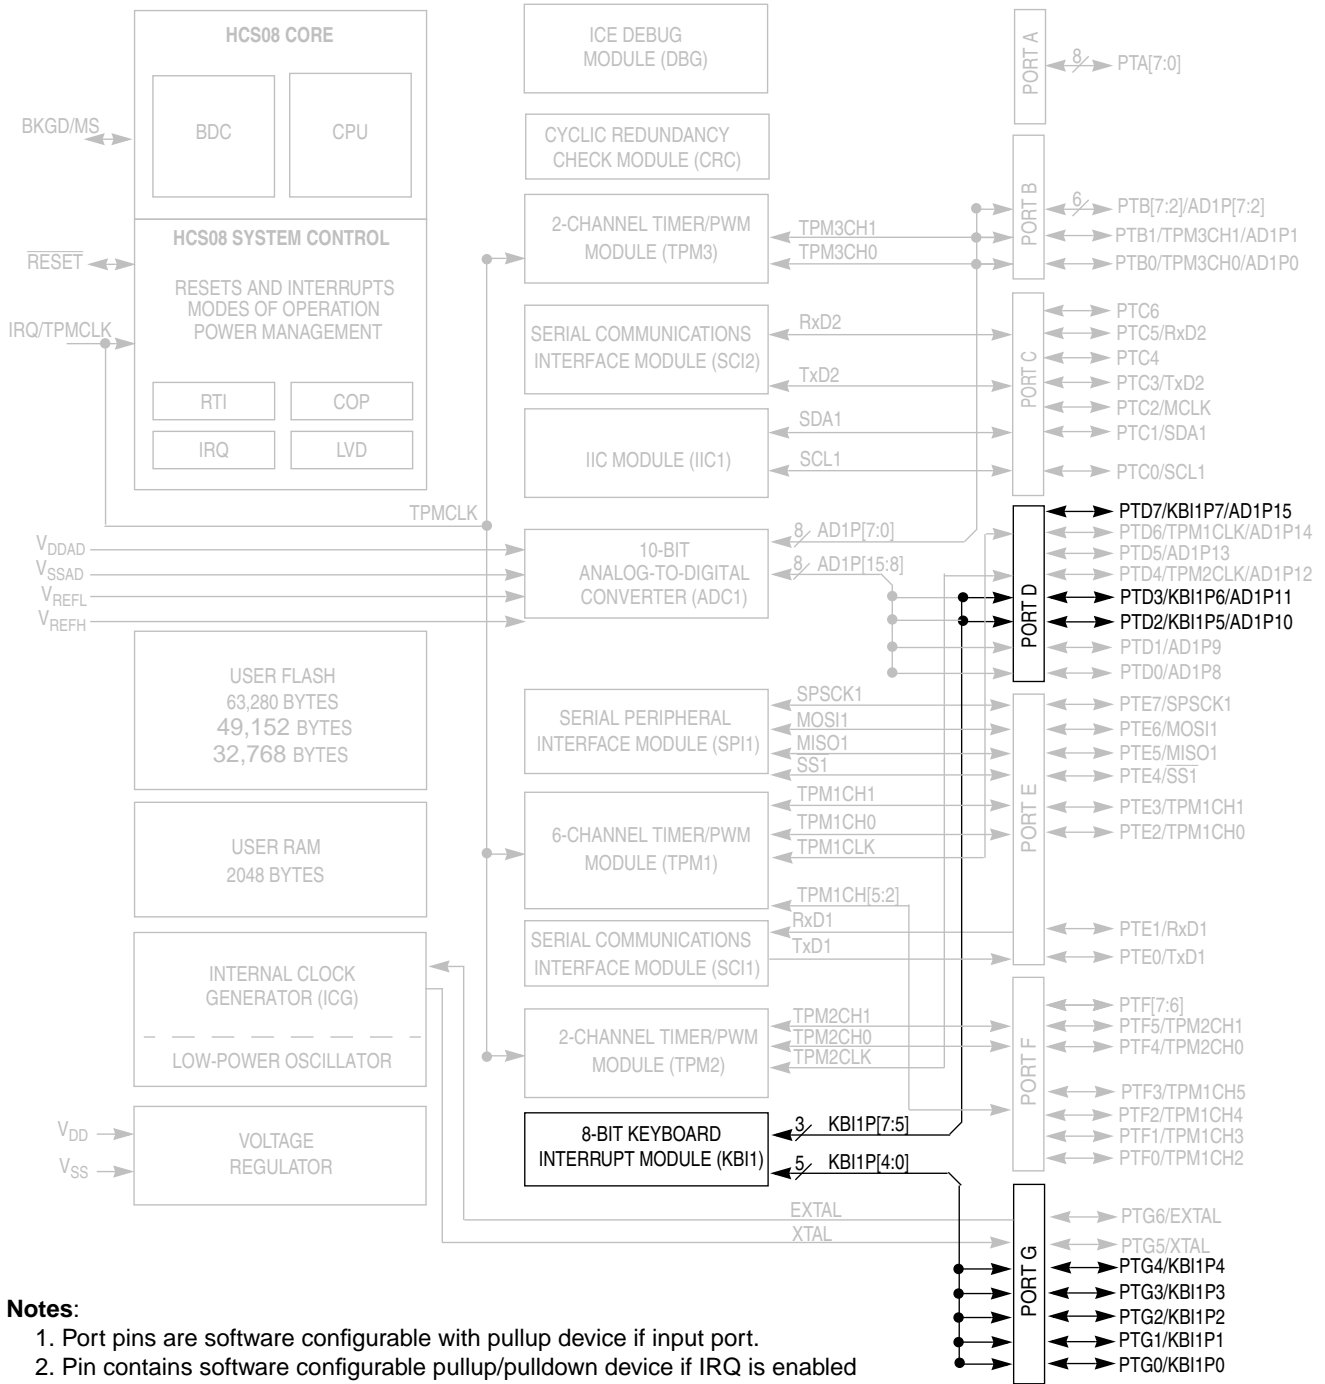 HCS08 CORE
BDC
CPU
BKGD/MS
HCS08 SYSTEM CONTROL
RESET
RESETS AND INTERRUPTS
MODES OF OPERATION
POWER MANAGEMENT
IRQ/TPMCLK
RTI
COP
IRQ
LVD
TPMCLK
VDDAD
VSSAD
VREFL
VREFH
USER FLASH
63,280 BYTES
49,152 BYTES
32,768 BYTES
USER RAM
2048 BYTES
INTERNAL CLOCK
GENERATOR (ICG)
LOW-POWER OSCILLATOR
VDD
VSS
VOLTAGE
REGULATOR
ICE DEBUG
MODULE (DBG)
CYCLIC REDUNDANCY
CHECK MODULE (CRC)
2-CHANNEL TIMER/PWM
MODULE (TPM3)
TPM3CH1
TPM3CH0
SERIAL COMMUNICATIONS
INTERFACE MODULE (SCI2)
RxD2
TxD2
IIC MODULE (IIC1)
SDA1
SCL1
10-BIT
ANALOG-TO-DIGITAL
CONVERTER (ADC1)
8 AD1P[7:0]
8 AD1P[15:8]
SERIAL PERIPHERAL
INTERFACE MODULE (SPI1)
SPSCK1
MOSI1
MISO1
SS1
6-CHANNEL TIMER/PWM
MODULE (TPM1)
TPM1CH1
TPM1CH0
TPM1CLK
TPM1CH[5:2]
SERIAL COMMUNICATIONS
INTERFACE MODULE (SCI1)
RxD1
TxD1
2-CHANNEL TIMER/PWM
MODULE (TPM2)
TPM2CH1
TPM2CH0
TPM2CLK
8-BIT KEYBOARD
INTERRUPT MODULE (KBI1)
3 KBI1P[7:5]
5 KBI1P[4:0]
EXTAL
XTAL
PORT A
8 PTA[7:0]
PORT B
6 PTB[7:2]/AD1P[7:2]
PTB1/TPM3CH1/AD1P1
PTB0/TPM3CH0/AD1P0
PORT C
PTC6
PTC5/RxD2
PTC4
PTC3/TxD2
PTC2/MCLK
PTC1/SDA1
PTC0/SCL1
PORT D
PTD7/KBI1P7/AD1P15
PTD6/TPM1CLK/AD1P14
PTD5/AD1P13
PTD4/TPM2CLK/AD1P12
PTD3/KBI1P6/AD1P11
PTD2/KBI1P5/AD1P10
PTD1/AD1P9
PTD0/AD1P8
PORT E
PTE7/SPSCK1
PTE6/MOSI1
PTE5/MISO1
PTE4/SS1
PTE3/TPM1CH1
PTE2/TPM1CH0
PTE1/RxD1
PTE0/TxD1
PORT F
PTF[7:6]
PTF5/TPM2CH1
PTF4/TPM2CH0
PTF3/TPM1CH5
PTF2/TPM1CH4
PTF1/TPM1CH3
PTF0/TPM1CH2
PORT G
PTG6/EXTAL
PTG5/XTAL
PTG4/KBI1P4
PTG3/KBI1P3
PTG2/KBI1P2
PTG1/KBI1P1
PTG0/KBI1P0
Notes:
1. Port pins are software configurable with pullup device if input port.
2. Pin contains software configurable pullup/pulldown device if IRQ is enabled